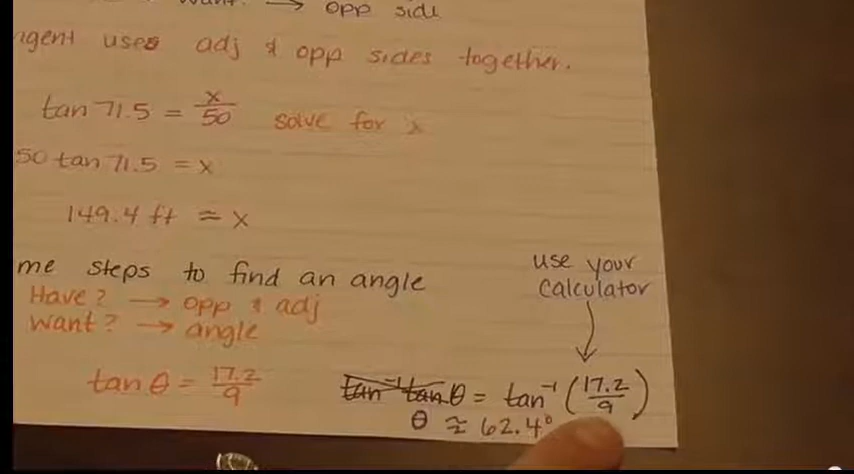 want? → opp side
ngent uses adj & opp sides together.
tan 71.5 = x/50 solve for x
50 tan 71.5 = x
149.4 ft ≈ x
me steps to find an angle
Have? → opp & adj
Want? → angle
use your
calculator
tan θ = 17.2/9
tan⁻¹ tan θ = tan⁻¹ (17.2/9)
θ ≈ 62.4°